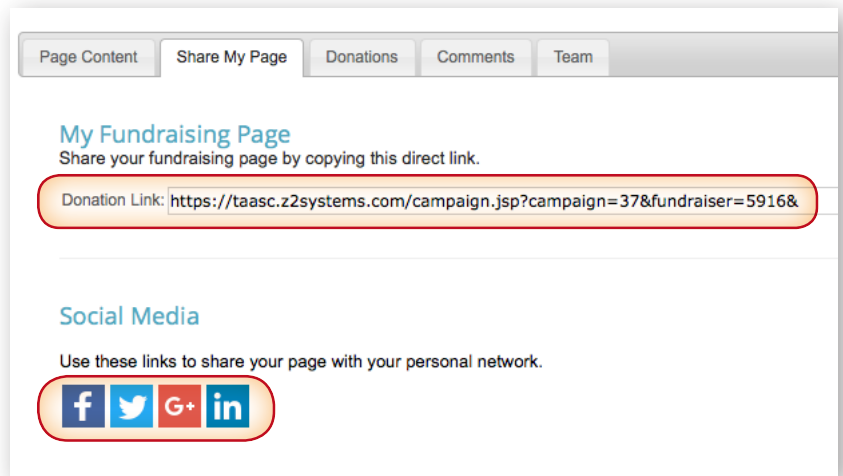 Page Content Share My Page Donations Comments Team
My Fundraising Page
Share your fundraising page by copying this direct link.
Donation Link: https://taasc.z2systems.com/campaign.jsp?campaign=37&fundraiser=5916&
Social Media
Use these links to share your page with your personal network.
f G+ in